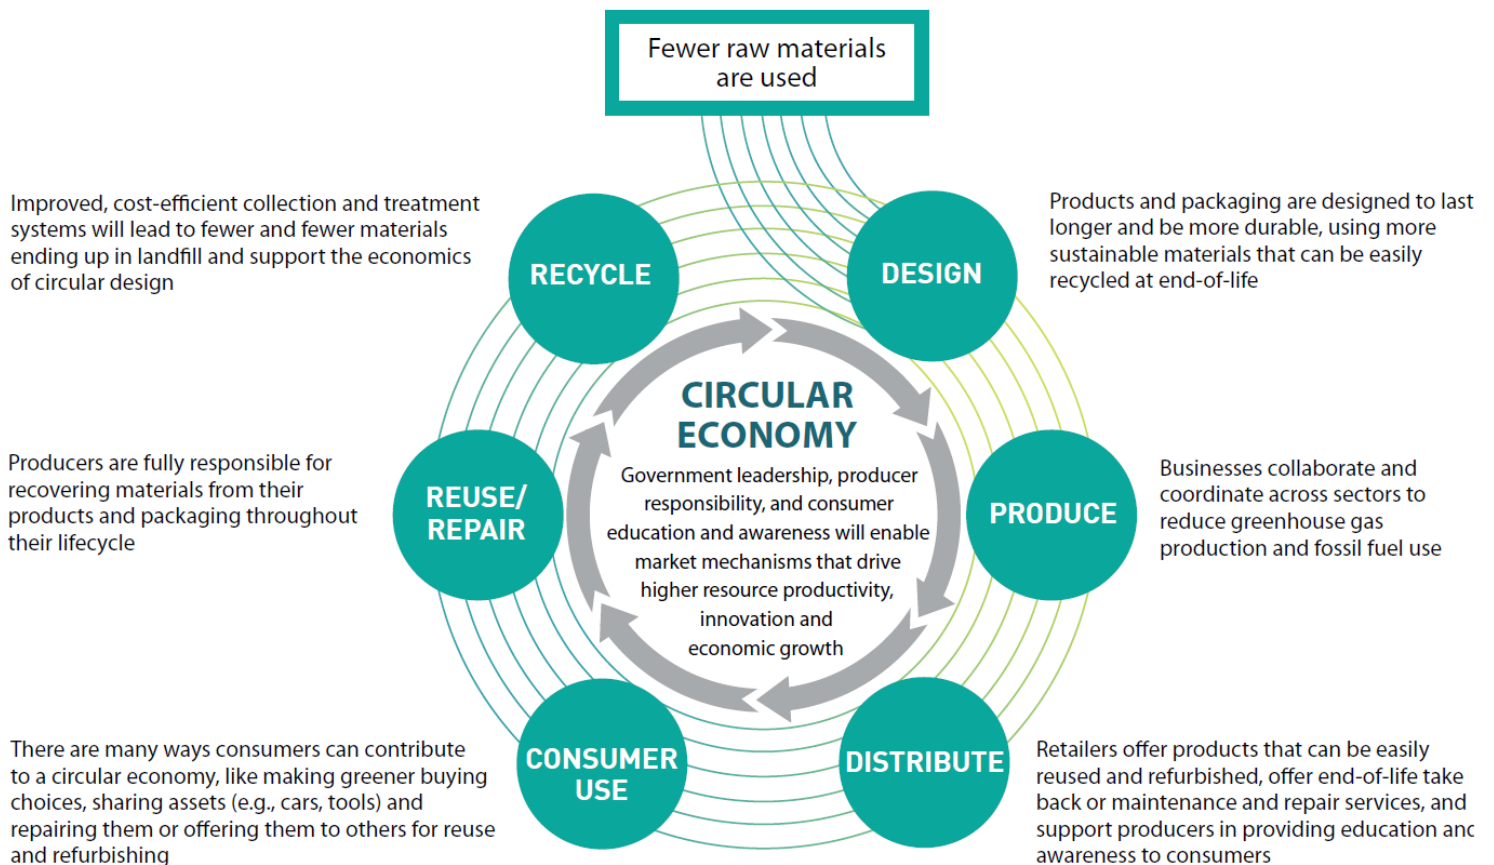 Fewer raw materials
are used
Improved, cost-efficient collection and treatment
systems will lead to fewer and fewer materials
ending up in landfill and support the economics
of circular design
RECYCLE
DESIGN
Products and packaging are designed to last
longer and be more durable, using more
sustainable materials that can be easily
recycled at end-of-life
CIRCULAR
ECONOMY
Government leadership, producer
responsibility, and consumer
education and awareness will enable
market mechanisms that drive
higher resource productivity,
innovation and
economic growth
Producers are fully responsible for
recovering materials from their
products and packaging throughout
their lifecycle
REUSE/
REPAIR
PRODUCE
Businesses collaborate and
coordinate across sectors to
reduce greenhouse gas
production and fossil fuel use
There are many ways consumers can contribute
to a circular economy, like making greener buying
choices, sharing assets (e.g., cars, tools) and
repairing them or offering them to others for reuse
and refurbishing
CONSUMER
USE
DISTRIBUTE
Retailers offer products that can be easily
reused and refurbished, offer end-of-life take
back or maintenance and repair services, and
support producers in providing education and
awareness to consumers